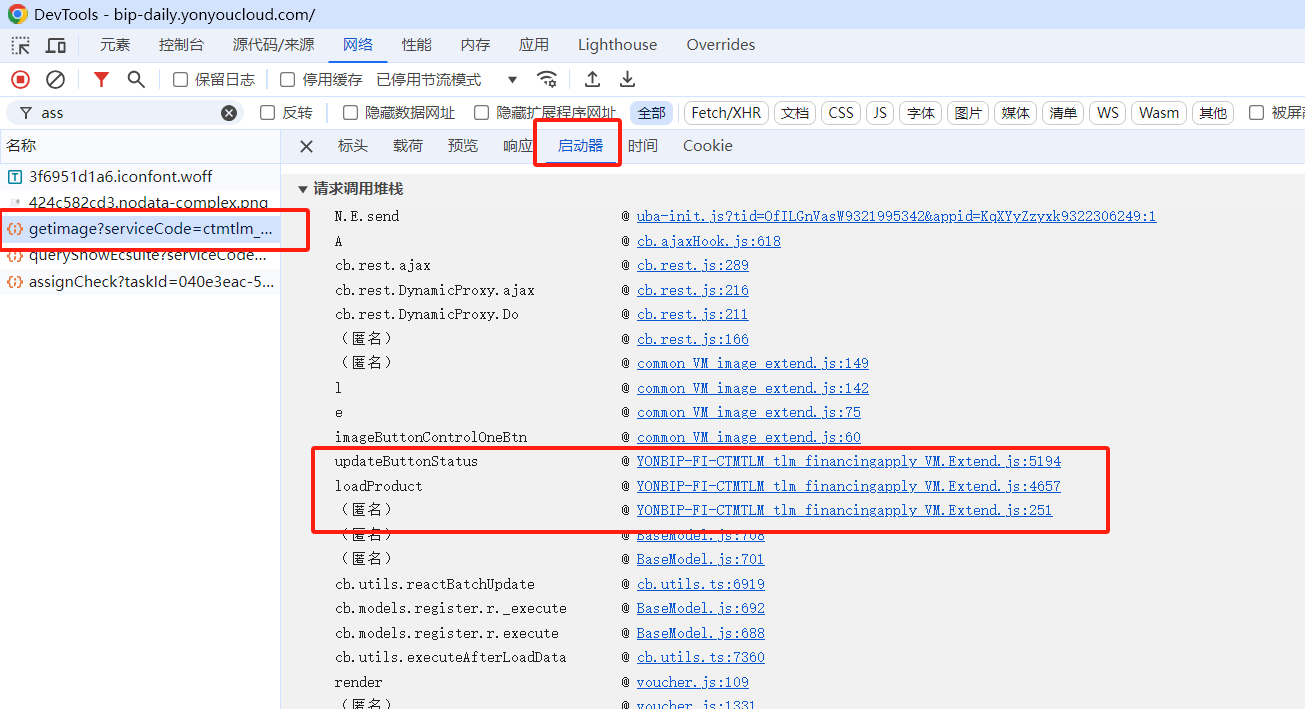 DevTools - bip-daily.yonyoucloud.com/
元素 控制台 源代码/来源 网络 性能 内存 应用 Lighthouse Overrides
保留日志 停用缓存 已停用节流模式
ass 反转 隐藏数据网址 隐藏扩展程序网址 全部 Fetch/XHR 文档 CSS JS 字体 图片 媒体 清单 WS Wasm 其他 被屏
名称 标头 载荷 预览 响应 启动器 时间 Cookie
3f6951d1a6.iconfont.woff
424c582cd3.nodata-complex.png
getimage?serviceCode=ctmtlm_...
queryShowEcsuite?serviceCode...
assignCheck?taskId=040e3eac-5...
请求调用堆栈
N.E.send @ uba-init.js?tid=OfILGnVasW9321995342&appid=KqXYyZzyxk9322306249:1
A @ cb.ajaxHook.js:618
cb.rest.ajax @ cb.rest.js:289
cb.rest.DynamicProxy.ajax @ cb.rest.js:216
cb.rest.DynamicProxy.Do @ cb.rest.js:211
（匿名） @ cb.rest.js:166
（匿名） @ common_VM_image_extend.js:149
l @ common_VM_image_extend.js:142
e @ common_VM_image_extend.js:75
imageButtonControlOneBtn @ common_VM_image_extend.js:60
updateButtonStatus @ YONBIP-FI-CTMTLM_tlm_financingapply_VM.Extend.js:5194
loadProduct @ YONBIP-FI-CTMTLM_tlm_financingapply_VM.Extend.js:4657
（匿名） @ YONBIP-FI-CTMTLM_tlm_financingapply_VM.Extend.js:251
（匿名） @ BaseModel.js:708
（匿名） @ BaseModel.js:701
cb.utils.reactBatchUpdate @ cb.utils.ts:6919
cb.models.register.r._execute @ BaseModel.js:692
cb.models.register.r.execute @ BaseModel.js:688
cb.utils.executeAfterLoadData @ cb.utils.ts:7360
render @ voucher.js:109
（匿名） @ voucher.js:1331